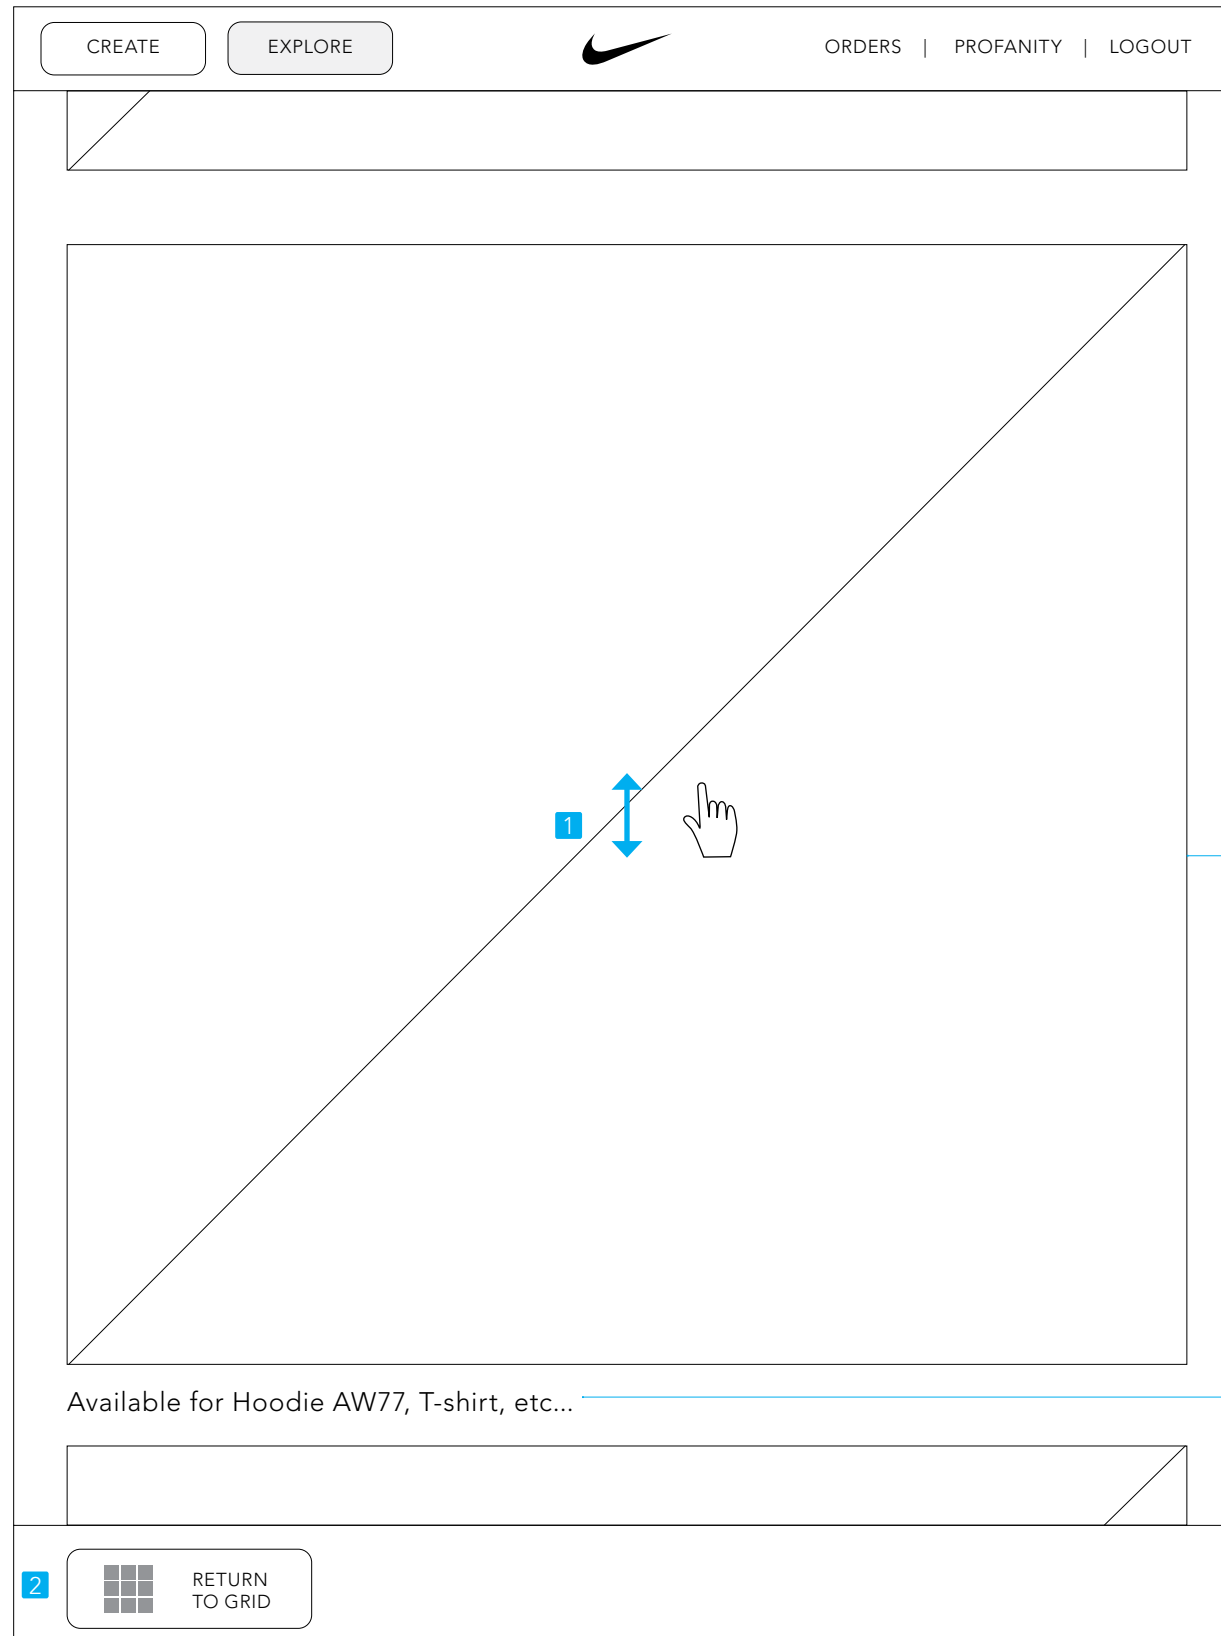 CREATE EXPLORE ORDERS | PROFANITY | LOGOUT
1
Available for Hoodie AW77, T-shirt, etc...
2
RETURN
TO GRID